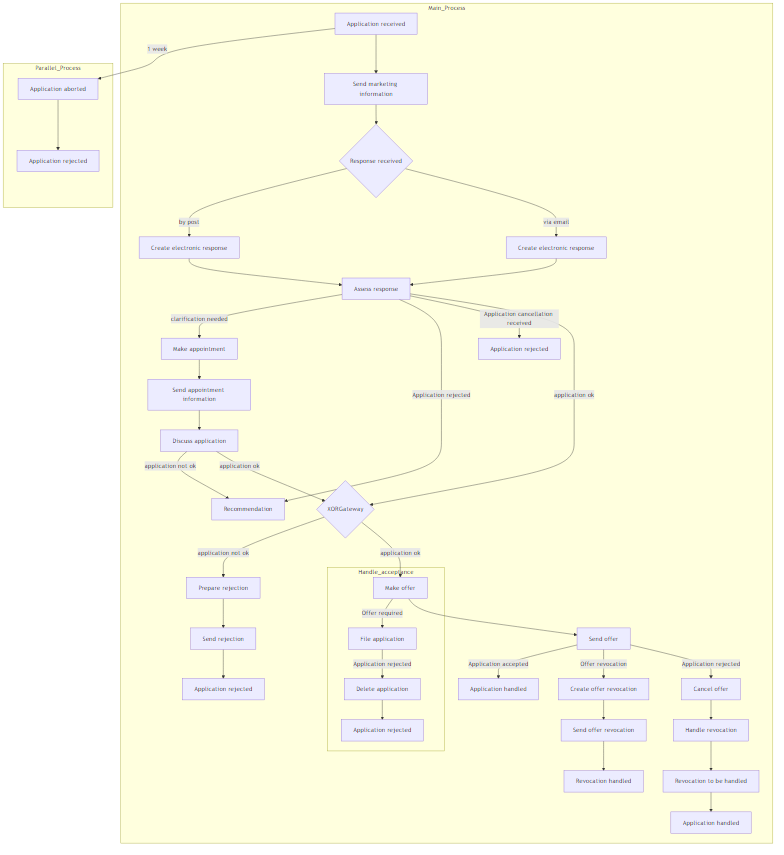 Main_Process
Application received
1 week
Parallel_Process
Application aborted
Send marketing
information
Application rejected
Response received
by post
via email
Create electronic response
Create electronic response
Assess response
clarification needed
Application cancellation
received
Make appointment
Application rejected
Send appointment
information
Application rejected
application ok
Discuss application
application not ok
application ok
Recommendation
XORGateway
application not ok
application ok
Handle_acceptance
Prepare rejection
Make offer
Offer required
Send rejection
File application
Send offer
Application rejected
Application accepted
Offer revocation
Application rejected
Application rejected
Delete application
Application handled
Create offer revocation
Cancel offer
Application rejected
Send offer revocation
Handle revocation
Revocation handled
Revocation to be handled
Application handled